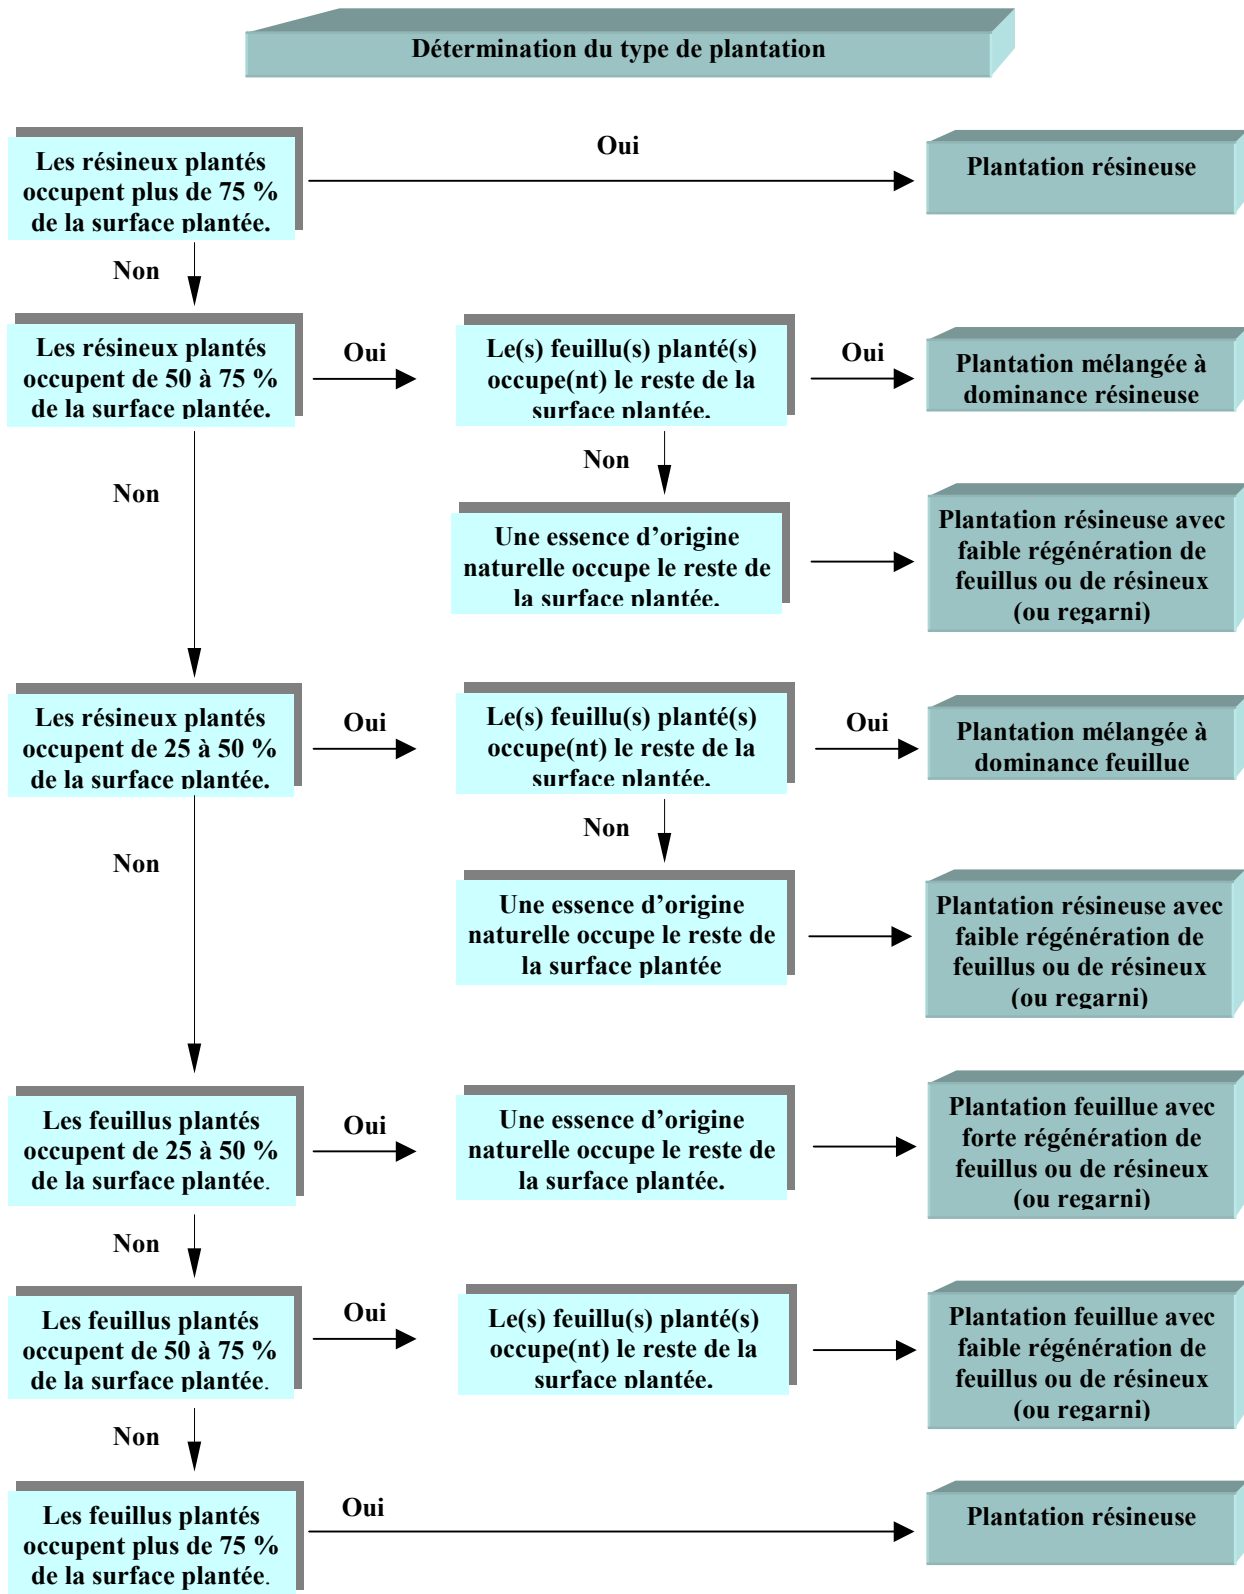 Détermination du type de plantation
Les résineux plantés
occupent plus de 75 %
de la surface plantée.
Oui
Plantation résineuse
Non
Les résineux plantés
occupent de 50 à 75 %
de la surface plantée.
Oui
Le(s) feuillu(s) planté(s)
occupe(nt) le reste de la
surface plantée.
Oui
Plantation mélangée à
dominance résineuse
Non
Non
Une essence d’origine
naturelle occupe le reste de
la surface plantée.
Plantation résineuse avec
faible régénération de
feuillus ou de résineux
(ou regarni)
Les résineux plantés
occupent de 25 à 50 %
de la surface plantée.
Oui
Le(s) feuillu(s) planté(s)
occupe(nt) le reste de la
surface plantée.
Oui
Plantation mélangée à
dominance feuillue
Non
Non
Une essence d’origine
naturelle occupe le reste de
la surface plantée
Plantation résineuse avec
faible régénération de
feuillus ou de résineux
(ou regarni)
Les feuillus plantés
occupent de 25 à 50 %
de la surface plantée.
Oui
Une essence d’origine
naturelle occupe le reste de
la surface plantée.
Plantation feuillue avec
forte régénération de
feuillus ou de résineux
(ou regarni)
Non
Les feuillus plantés
occupent de 50 à 75 %
de la surface plantée.
Oui
Le(s) feuillu(s) planté(s)
occupe(nt) le reste de la
surface plantée.
Plantation feuillue avec
faible régénération de
feuillus ou de résineux
(ou regarni)
Non
Les feuillus plantés
occupent plus de 75 %
de la surface plantée.
Oui
Plantation résineuse